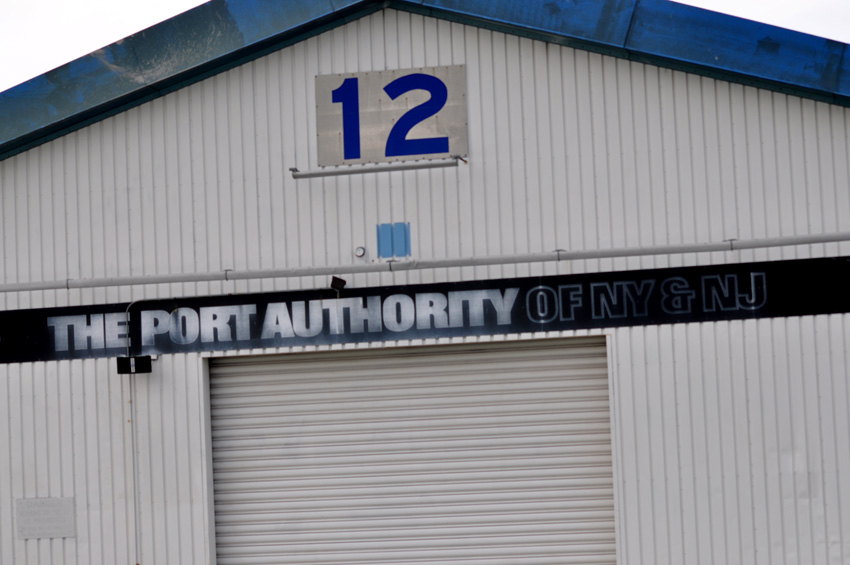 12
THE PORT AUTHORITY OF NY & NJ